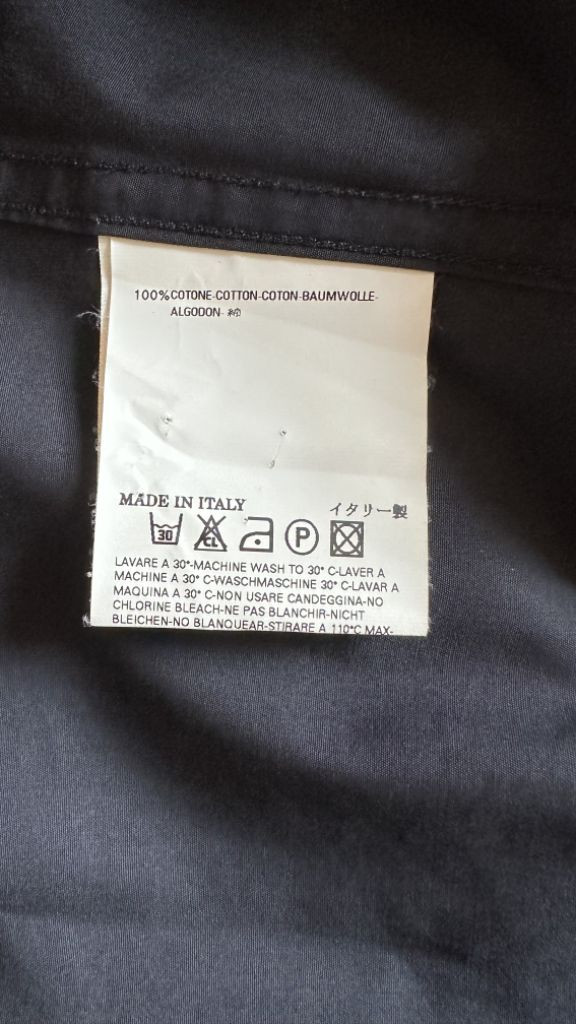 100%COTONE-COTTON-COTON-BAUMWOLLE-
ALGODON- 綿
MADE IN ITALY イタリー製
30 CL P
LAVARE A 30°-MACHINE WASH TO 30° C-LAVER A
MACHINE A 30° C-WASCHMASCHINE 30° C-LAVAR A
MAQUINA A 30° C-NON USARE CANDEGGINA-NO
CHLORINE BLEACH-NE PAS BLANCHIR-NICHT
BLEICHEN-NO BLANQUEAR-STIRARE A 110°C MAX-